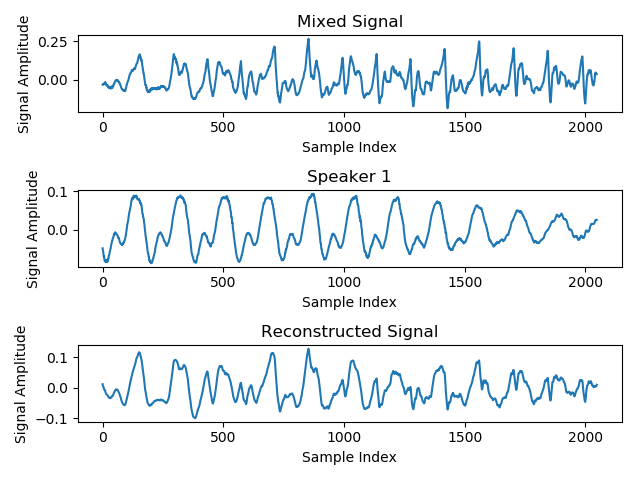 Mixed Signal
Signal Amplitude
0.25
0.00
0 500 1000 1500 2000
Sample Index
Speaker 1
Signal Amplitude
0.1
0.0
0 500 1000 1500 2000
Sample Index
Reconstructed Signal
Signal Amplitude
0.1
0.0
−0.1
0 500 1000 1500 2000
Sample Index